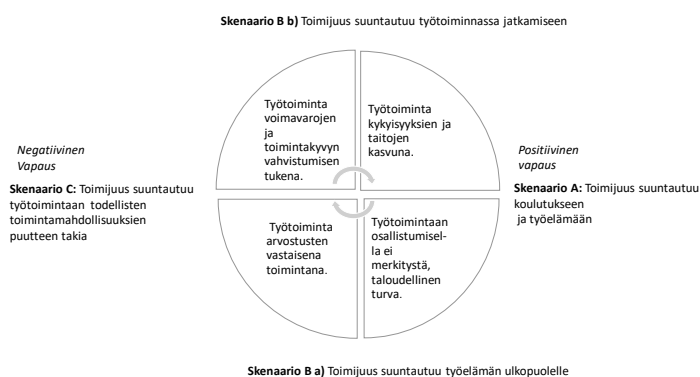 Skenaario B b) Toimijuus suuntautuu työtoiminnassa jatkamiseen
Työtoiminta
voimavarojen
ja
toimintakyvyn
vahvistumisen
tukena.
Työtoiminta
kykyisyyksien ja
taitojen
kasvuna.
Negatiivinen
Vapaus
Skenaario C: Toimijuus suuntautuu
työtoimintaan todellisten
toimintamahdollisuuksien
puutteen takia
Positiivinen
vapaus
Skenaario A: Toimijuus suuntautuu
koulutukseen
ja työelämään
Työtoiminta
arvostusten
vastaisena
toimintana.
Työtoimintaan
osallistumisel-
la ei
merkitystä,
taloudellinen
turva.
Skenaario B a) Toimijuus suuntautuu työelämän ulkopuolelle